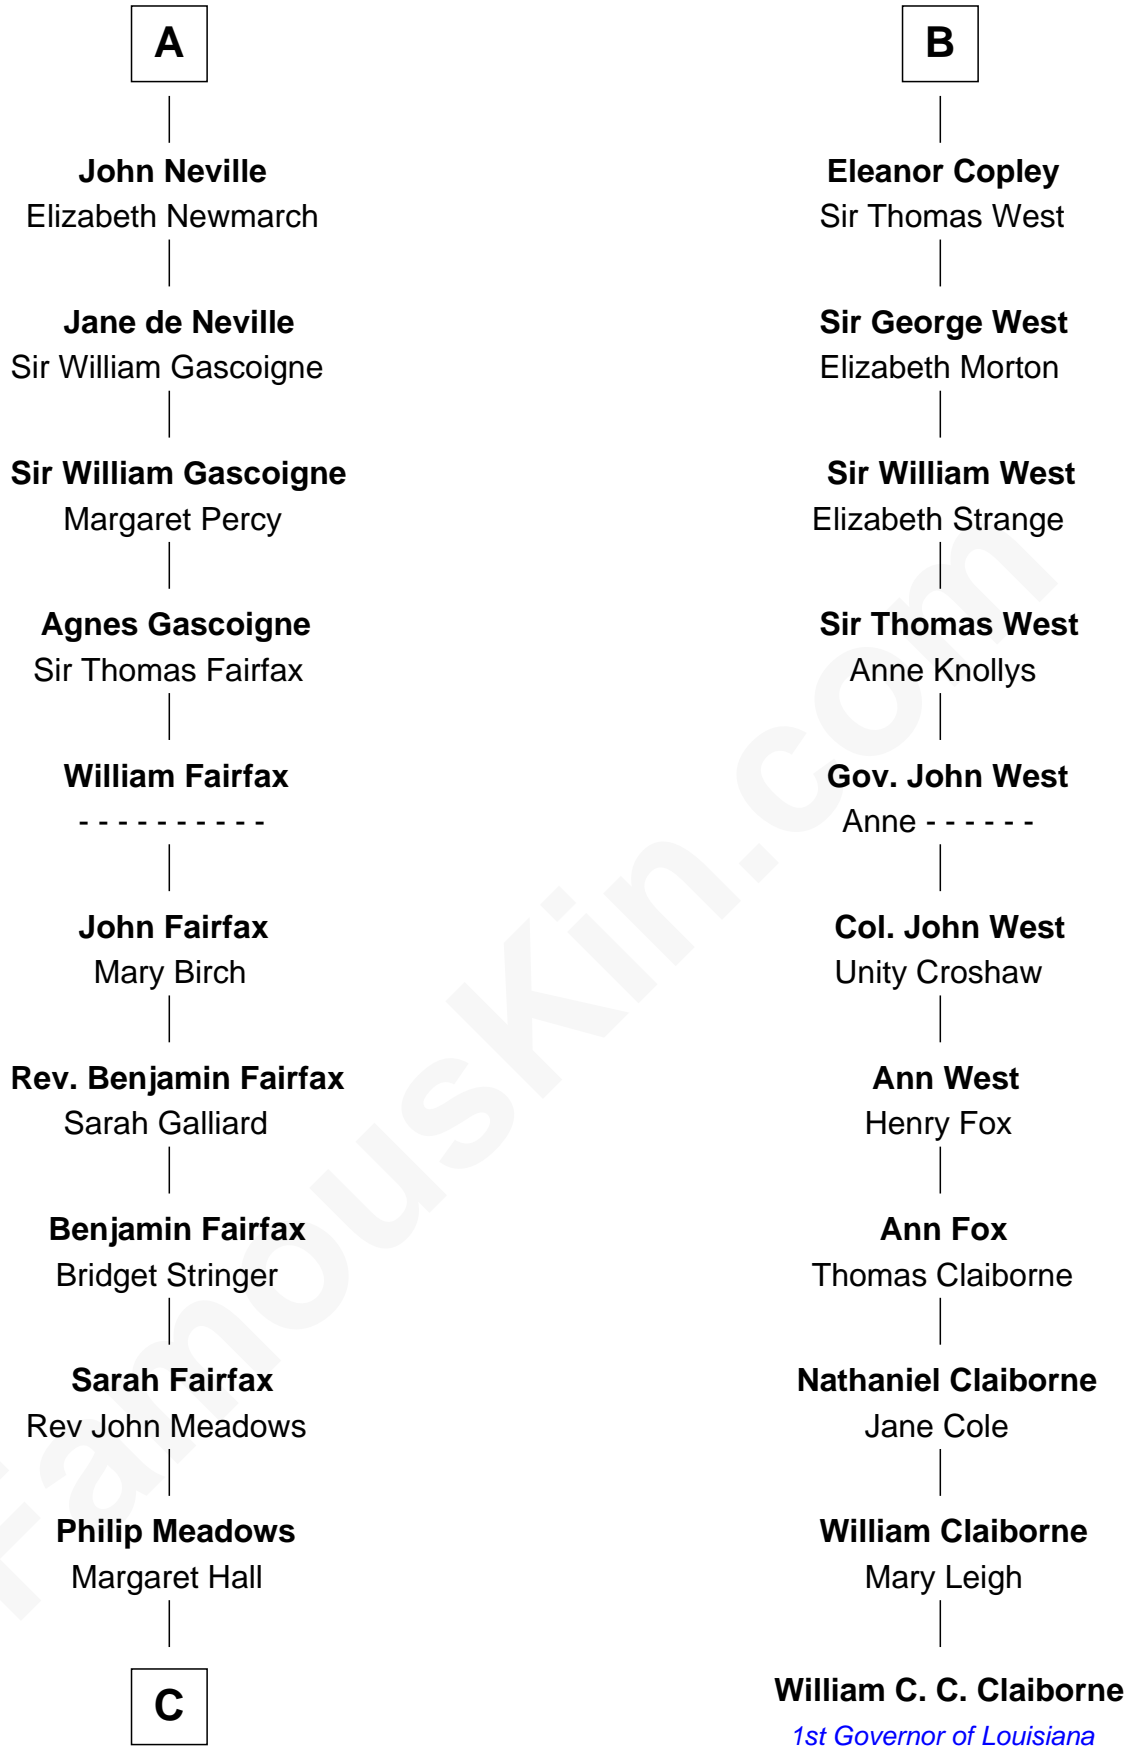 A
John Neville
Elizabeth Newmarch
Jane de Neville
Sir William Gascoigne
Sir William Gascoigne
Margaret Percy
Agnes Gascoigne
Sir Thomas Fairfax
William Fairfax
- - - - - - - - - -
John Fairfax
Mary Birch
Rev. Benjamin Fairfax
Sarah Galliard
Benjamin Fairfax
Bridget Stringer
Sarah Fairfax
Rev John Meadows
Philip Meadows
Margaret Hall
C
B
Eleanor Copley
Sir Thomas West
Sir George West
Elizabeth Morton
Sir William West
Elizabeth Strange
Sir Thomas West
Anne Knollys
Gov. John West
Anne - - - - - -
Col. John West
Unity Croshaw
Ann West
Henry Fox
Ann Fox
Thomas Claiborne
Nathaniel Claiborne
Jane Cole
William Claiborne
Mary Leigh
William C. C. Claiborne
1st Governor of Louisiana
FamousKin.com